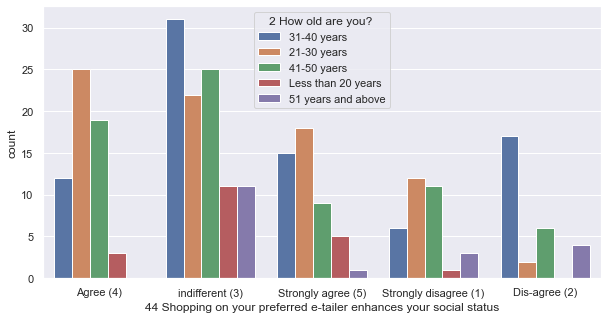 2 How old are you?
31-40 years
21-30 years
41-50 yaers
Less than 20 years
51 years and above
30
25
20
15
10
5
0
count
Agree (4)
indifferent (3)
Strongly agree (5)
Strongly disagree (1)
Dis-agree (2)
44 Shopping on your preferred e-tailer enhances your social status